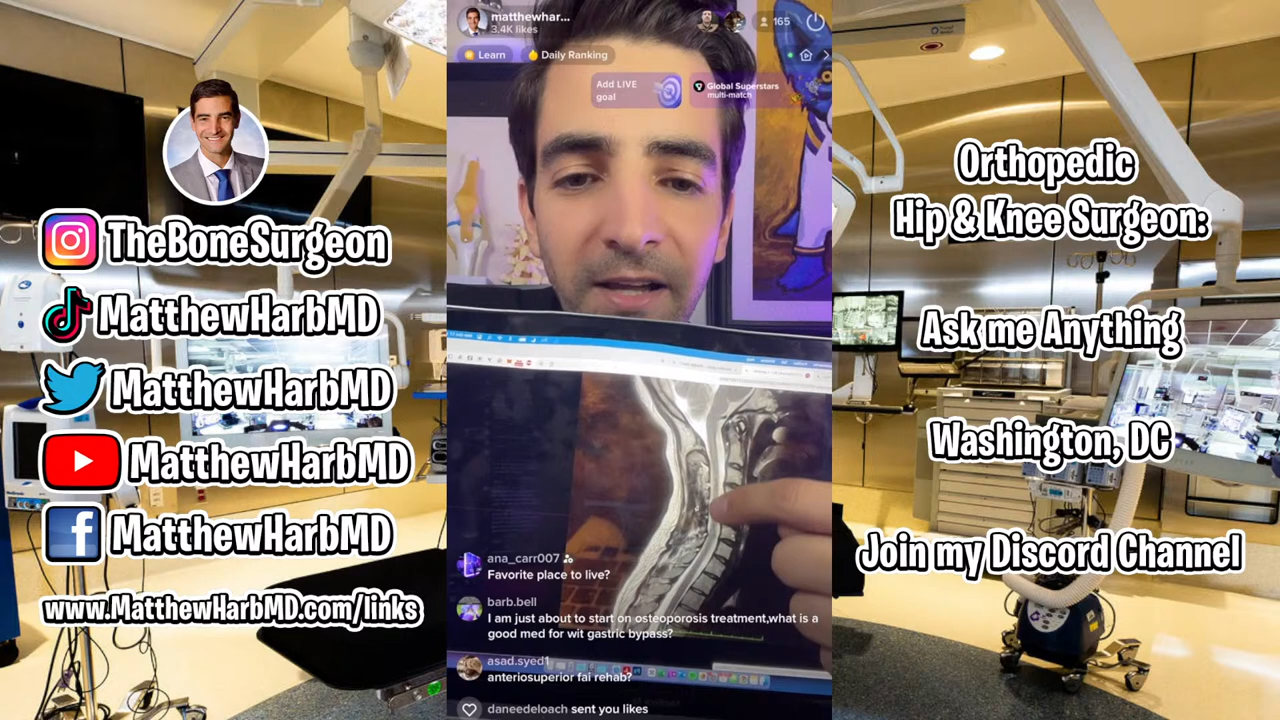 TheBoneSurgeon
MatthewHarbMD
MatthewHarbMD
MatthewHarbMD
MatthewHarbMD
www.MatthewHarbMD.com/links
matthewhar...
3.4K likes
165
Learn
Daily Ranking
Add LIVE
goal
Global Superstars
multi-match
ana_carr007
Favorite place to live?
barb.bell
I am just about to start on osteoporosis treatment,what is a
good med for wit gastric bypass?
asad.syed1
anteriosuperior fai rehab?
daneedeloach sent you likes
Orthopedic
Hip & Knee Surgeon:
Ask me Anything
Washington, DC
Join my Discord Channel